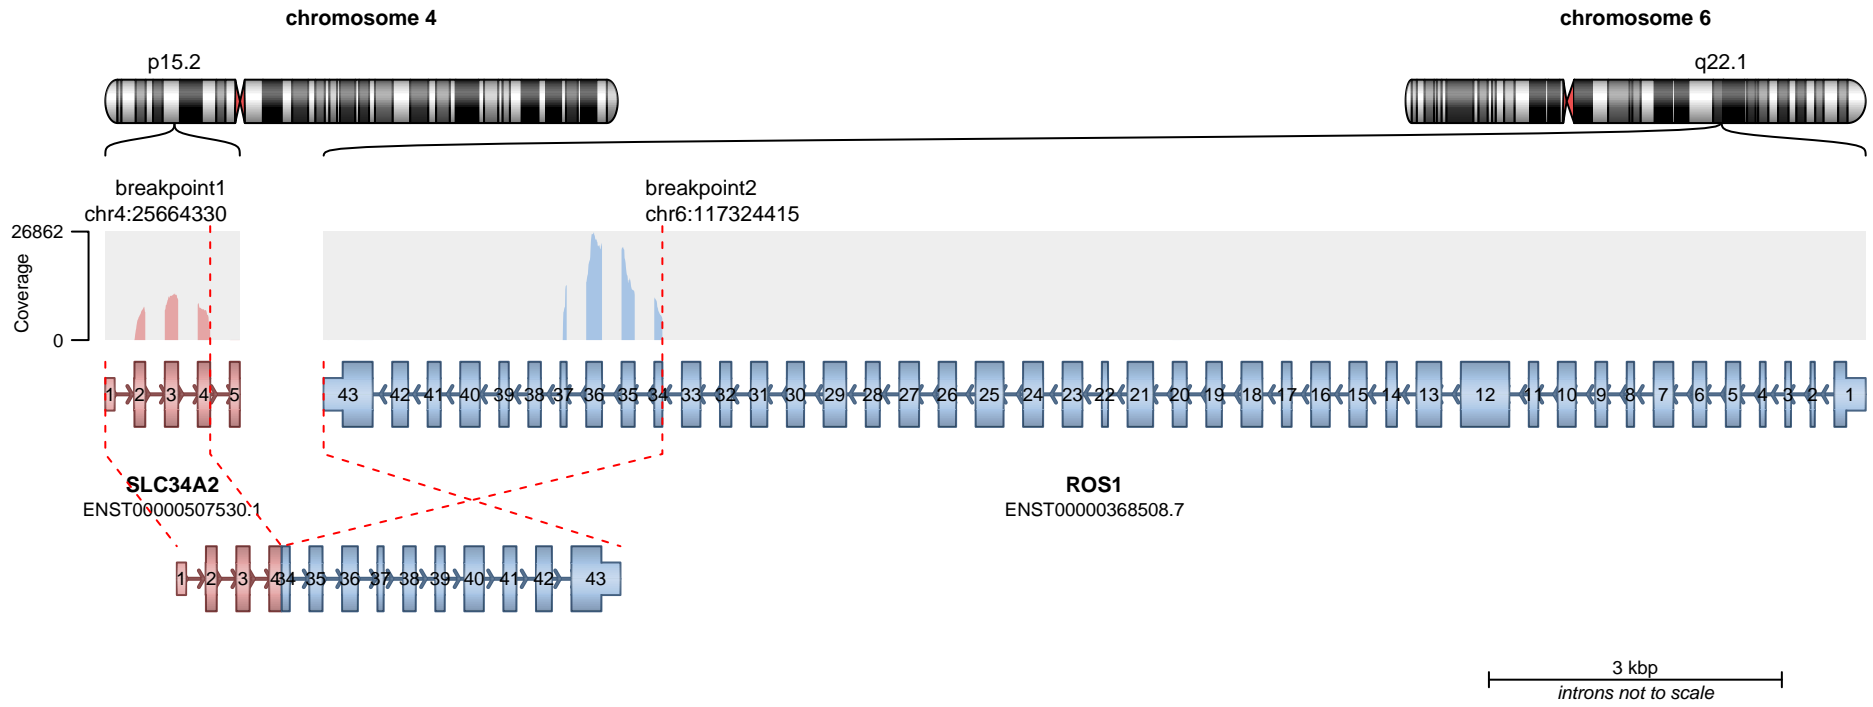 chromosome 4
chromosome 6
p15.2
q22.1
breakpoint1
chr4:25664330
breakpoint2
chr6:117324415
26862
Coverage
0
1 2 3 4 5
43 42 41 40 39 38 37 36 35 34 33 32 31 30 29 28 27 26 25 24 23 22 21 20 19 18 17 16 15 14 13 12 11 10 9 8 7 6 5 4 3 2 1
SLC34A2
ENST00000507530.1
ROS1
ENST00000368508.7
1 2 3 4 34 35 36 37 38 39 40 41 42 43
3 kbp
introns not to scale